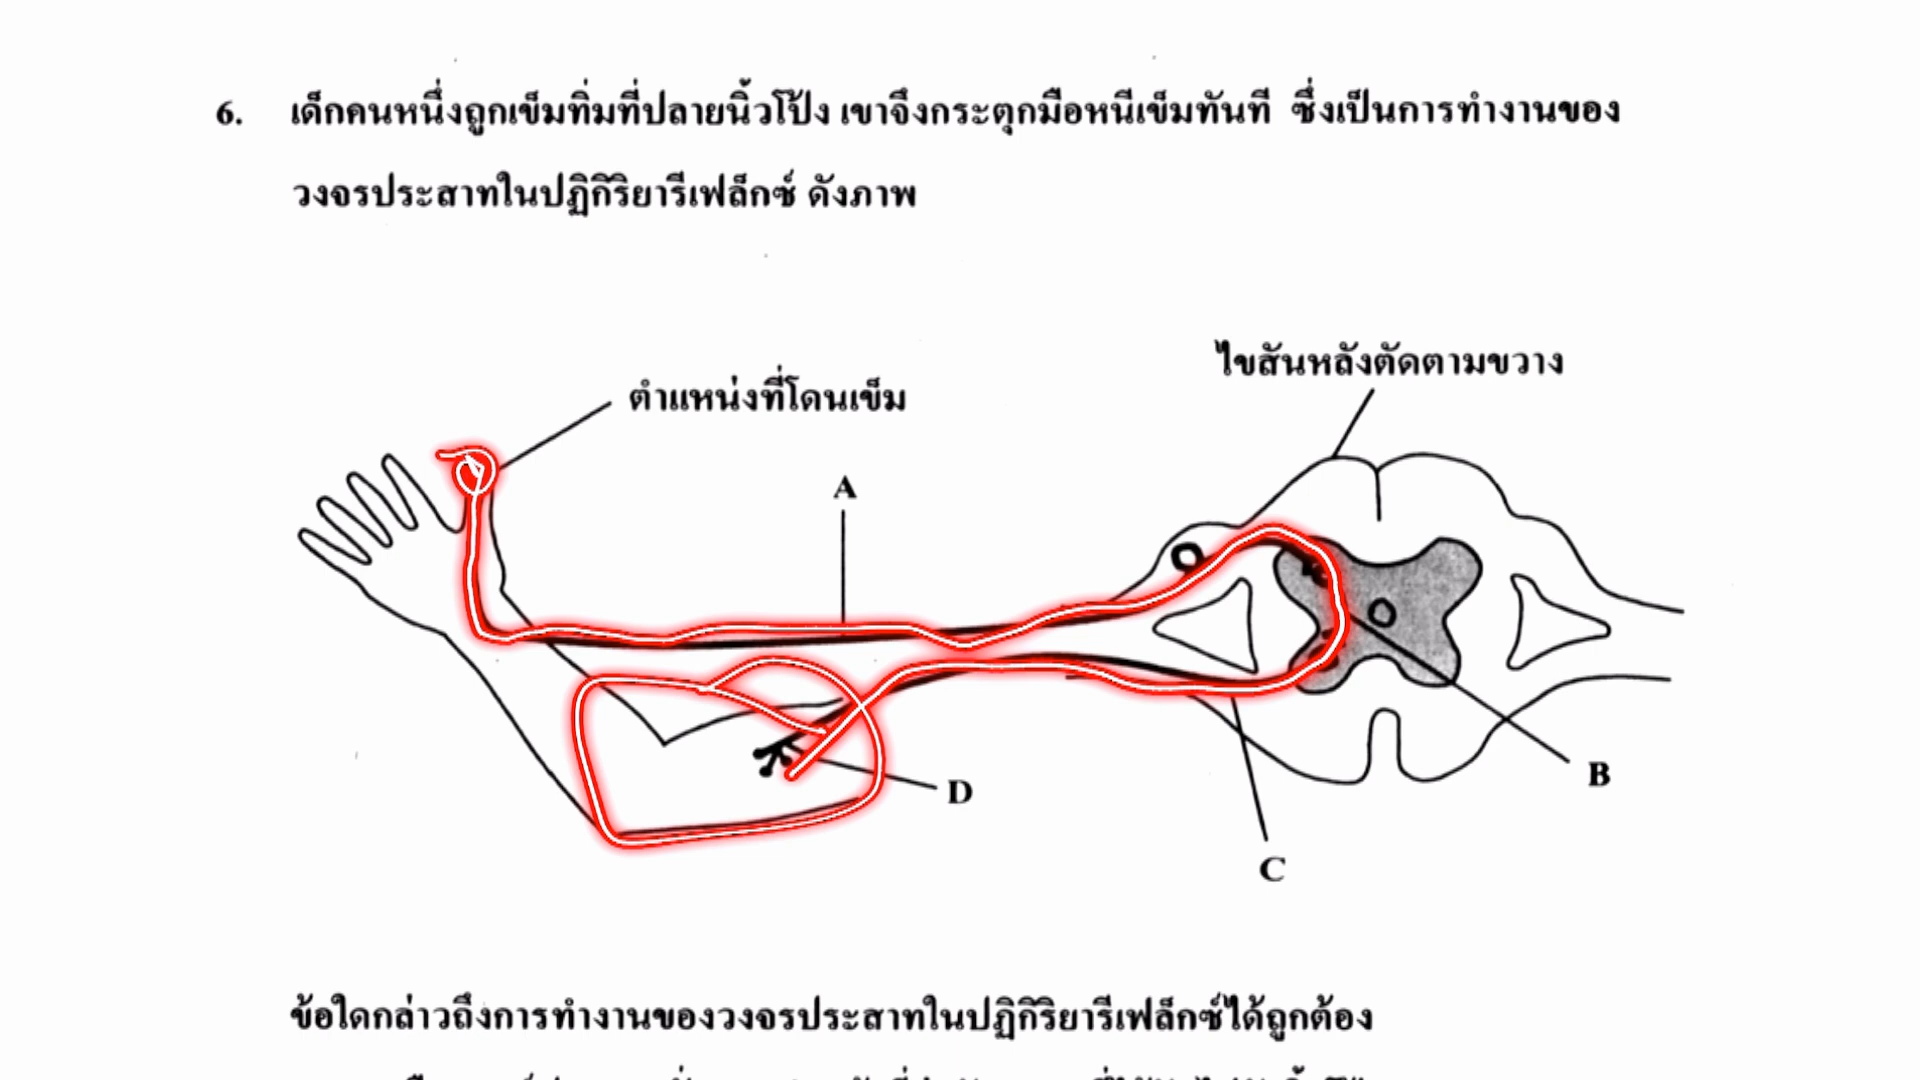 6. เด็กคนหนึ่งถูกเข็มทิ่มที่ปลายนิ้วโป้ง เขาจึงกระตุกมือหนีเข็มทันที ซึ่งเป็นการทำงานของ
วงจรประสาทในปฏิกิริยารีเฟล็กซ์ ดังภาพ
ไขสันหลังตัดตามขวาง
ตำแหน่งที่โดนเข็ม
A
D
B
C
ข้อใดกล่าวถึงการทำงานของวงจรประสาทในปฏิกิริยารีเฟล็กซ์ได้ถูกต้อง